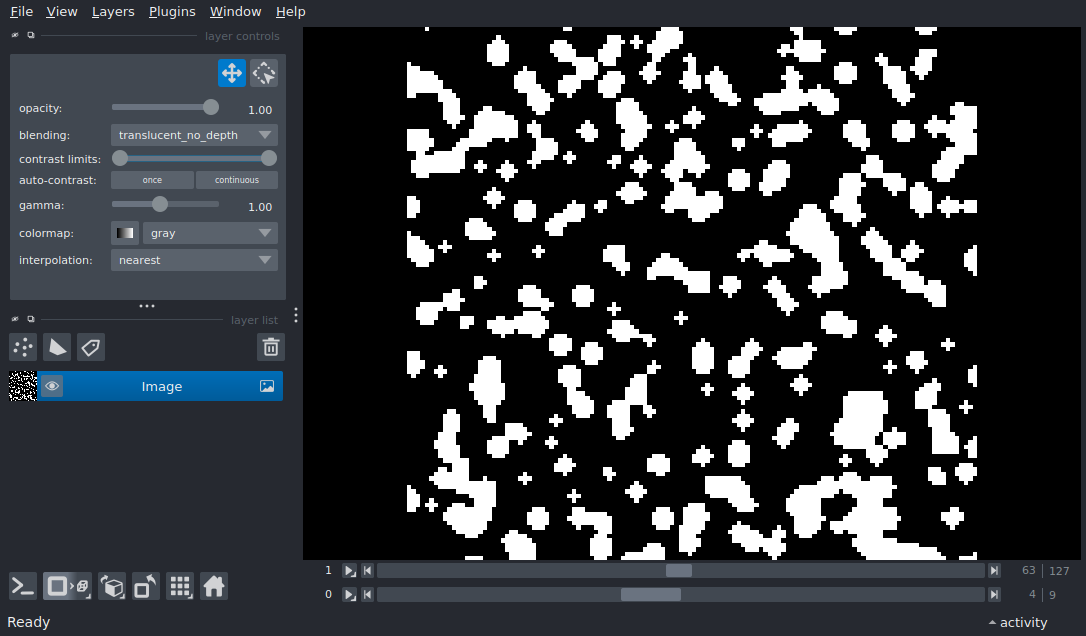 File View Layers Plugins Window Help
layer controls
opacity: 1.00
blending: translucent_no_depth
contrast limits:
auto-contrast: once continuous
gamma: 1.00
colormap: gray
interpolation: nearest
layer list
Image
1 63 127
0 4 9
Ready activity